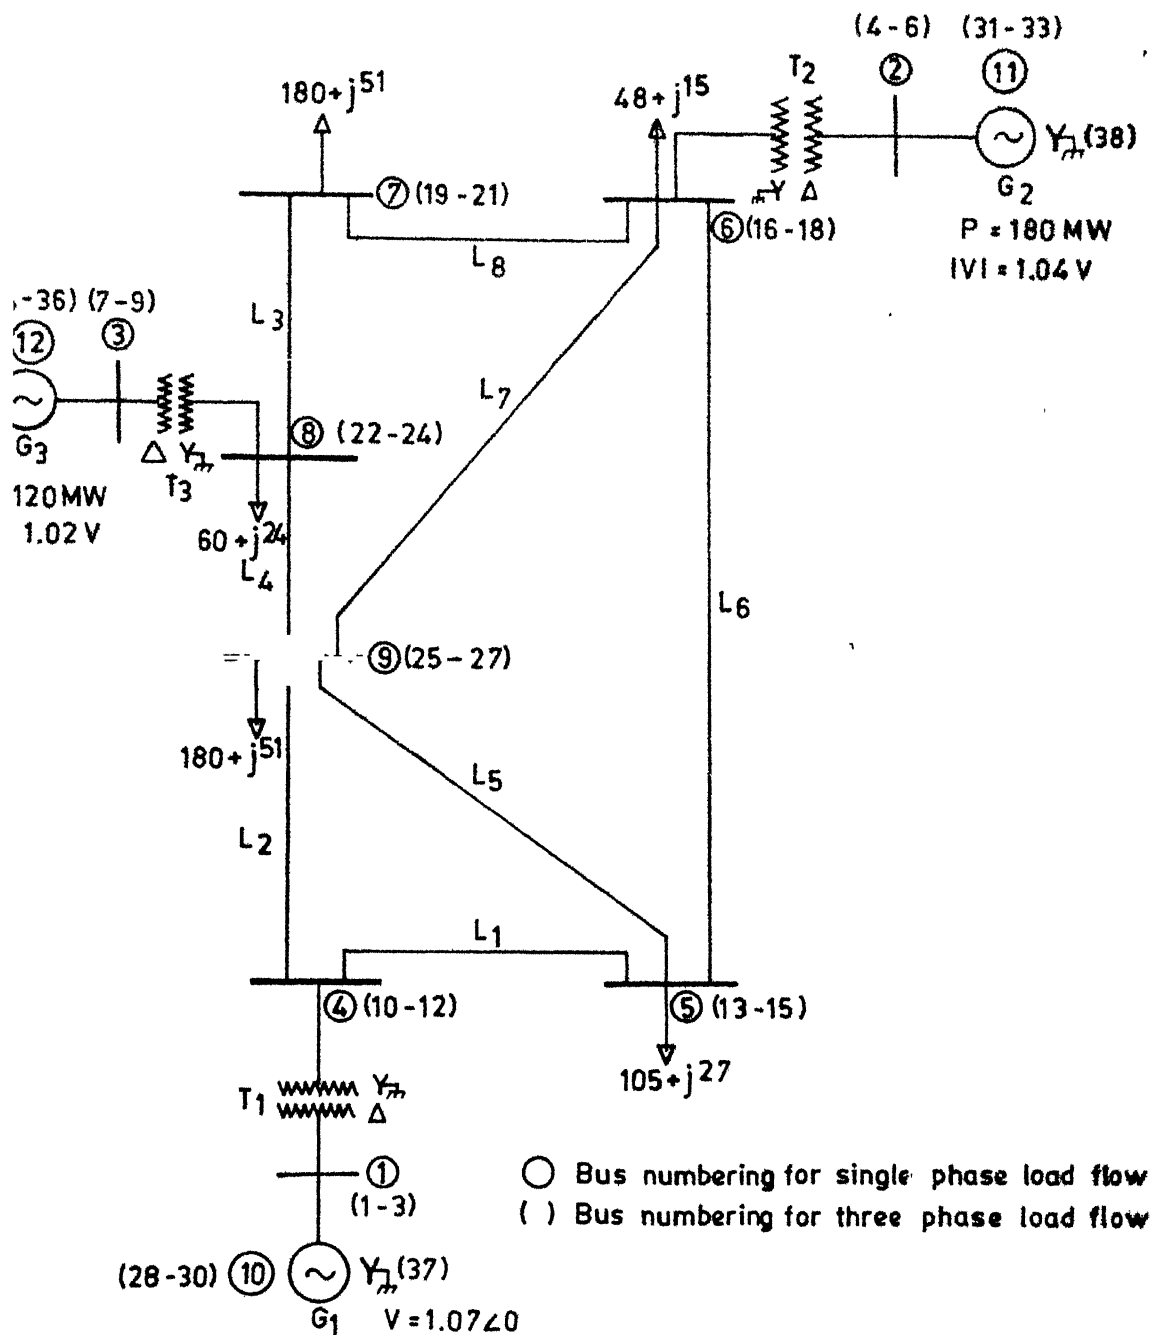 (4-6) (31-33)
T2 ② ⑪
180+j51
48+j15
Y Δ
Y (38)
G2
⑦ (19-21)
⑥ (16-18)
P = 180 MW
|V| = 1.04 V
L8
-36) (7-9)
⑫ ③
L3
L7
G3
Δ Y
T3
⑧ (22-24)
120MW
1.02 V
60+j24
L4
L6
⑨ (25-27)
180+j51
L5
L2
L1
④ (10-12)
⑤ (13-15)
105+j27
T1 Y
Δ
①
(1-3)
○ Bus numbering for single phase load flow
( ) Bus numbering for three phase load flow
(28-30) ⑩ Y (37)
G1 V = 1.07∠0